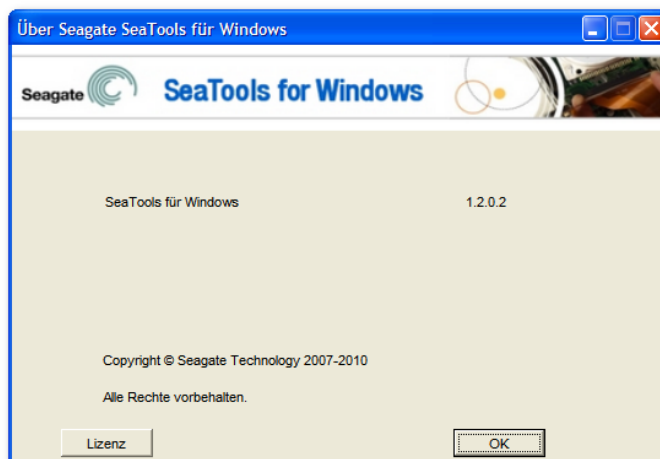 Über Seagate SeaTools für Windows
Seagate SeaTools for Windows
SeaTools für Windows 1.2.0.2
Copyright © Seagate Technology 2007-2010
Alle Rechte vorbehalten.
Lizenz OK